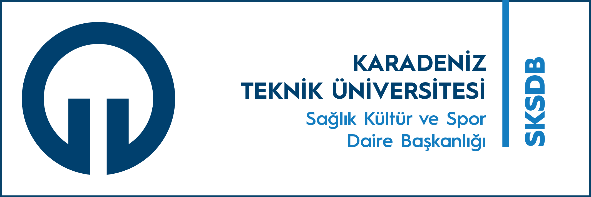 KARADENİZ
TEKNİK ÜNİVERSİTESİ
Sağlık Kültür ve Spor
Daire Başkanlığı
SKSDB